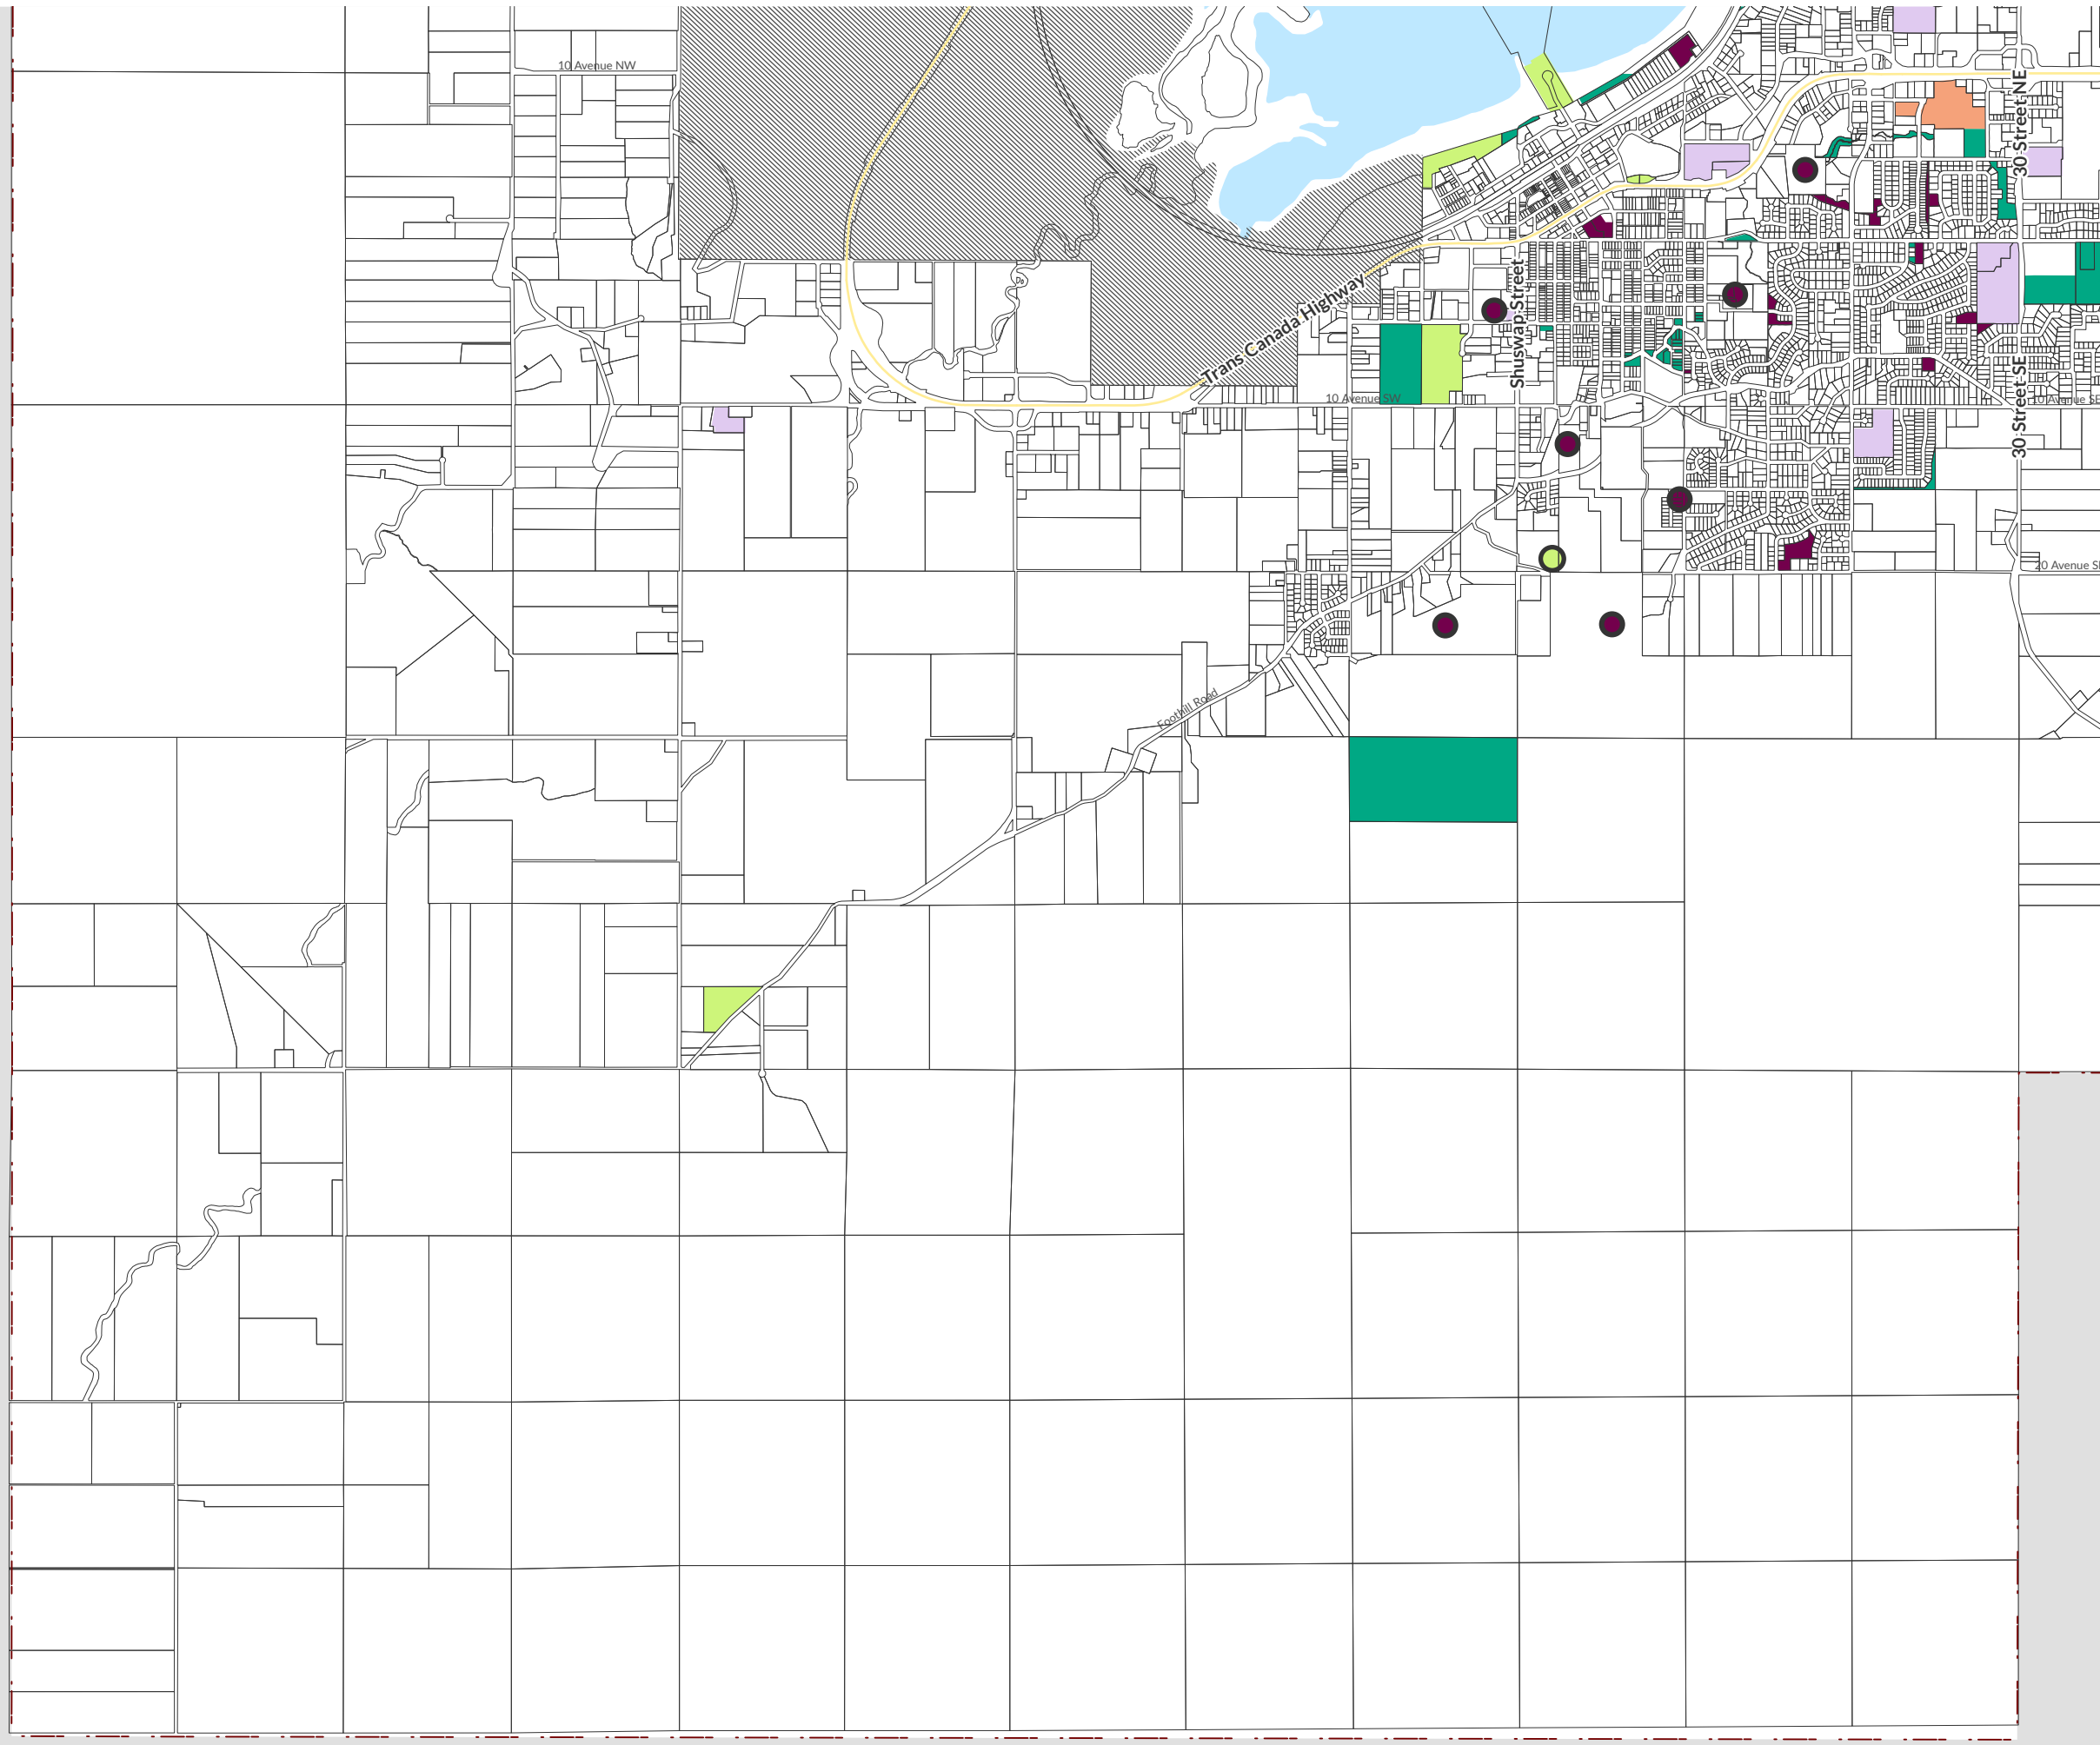 10 Avenue NW
30 Street NE
Trans Canada Highway
Shuswap Street
10 Avenue SW
10 Avenue SE
30 Street SE
20 Avenue S
Foothill Road